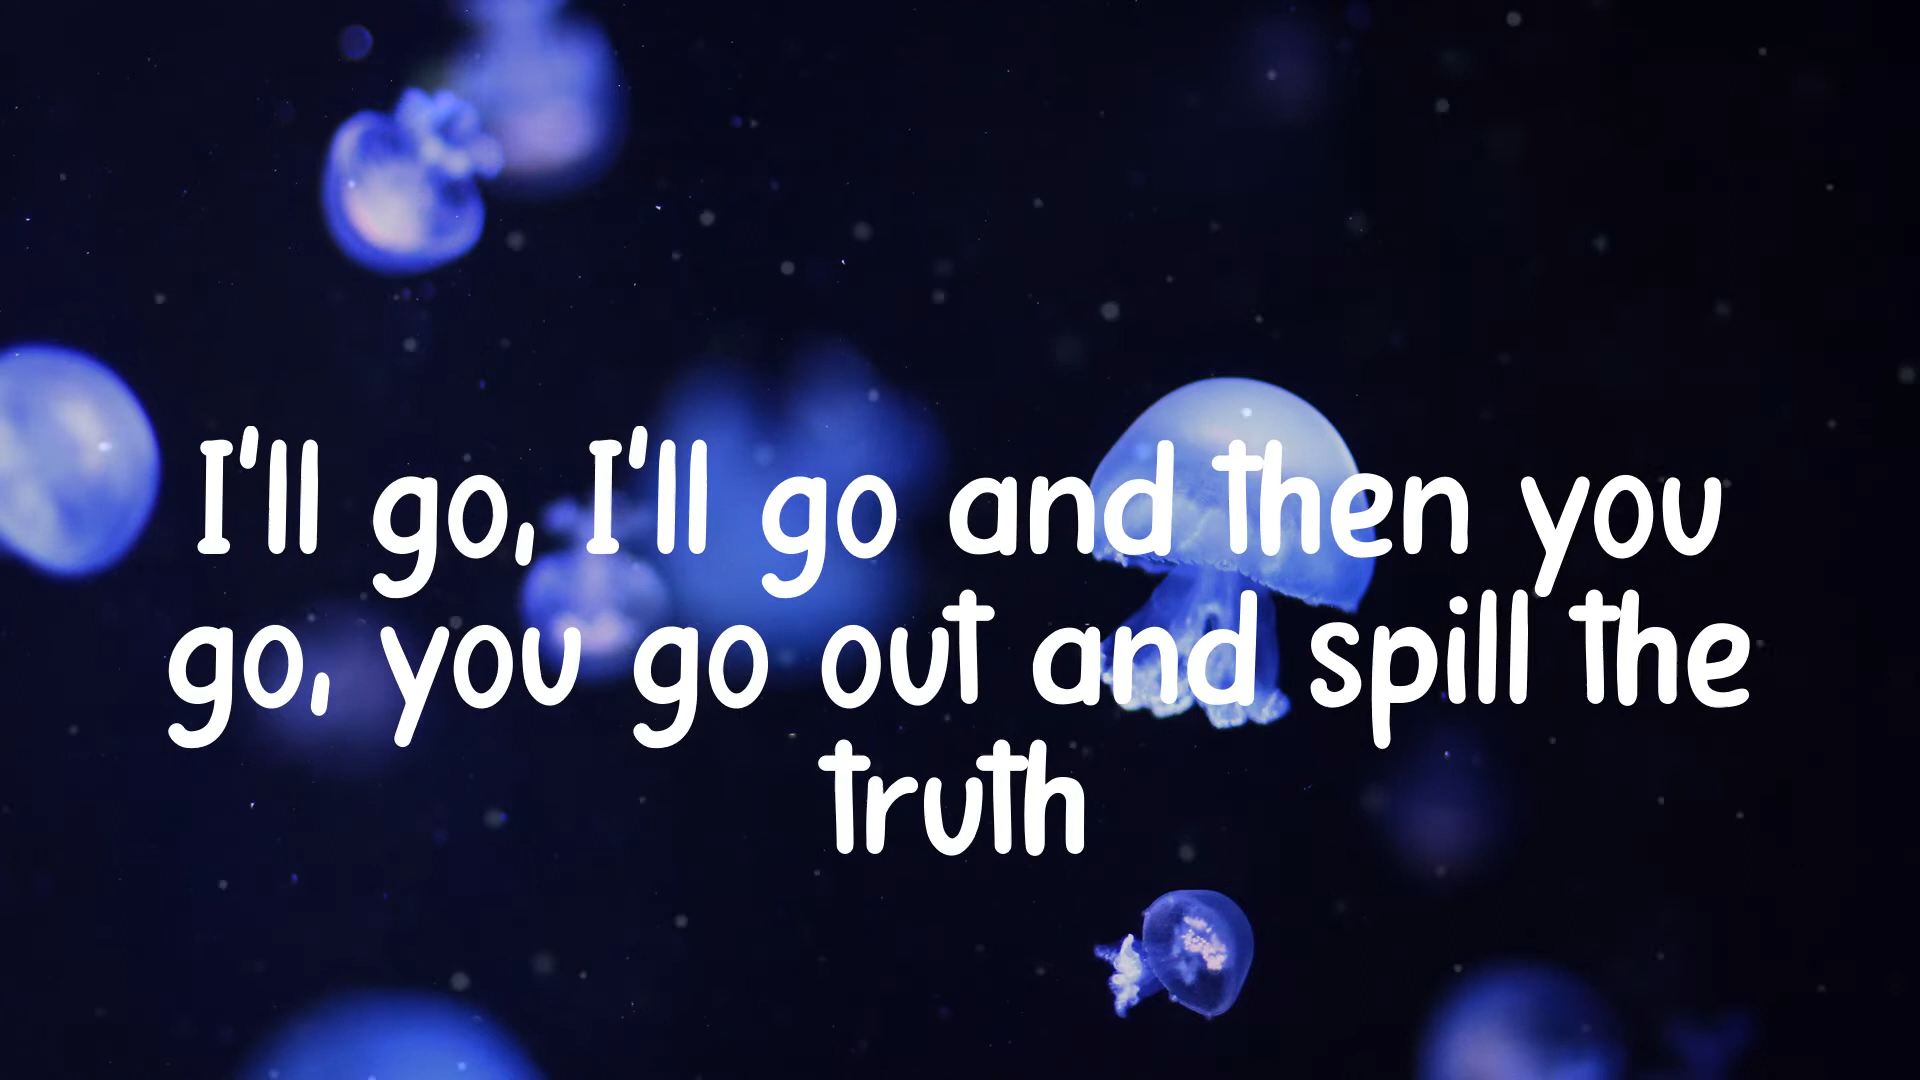 I'll go, I'll go and then you
go, you go out and spill the
truth